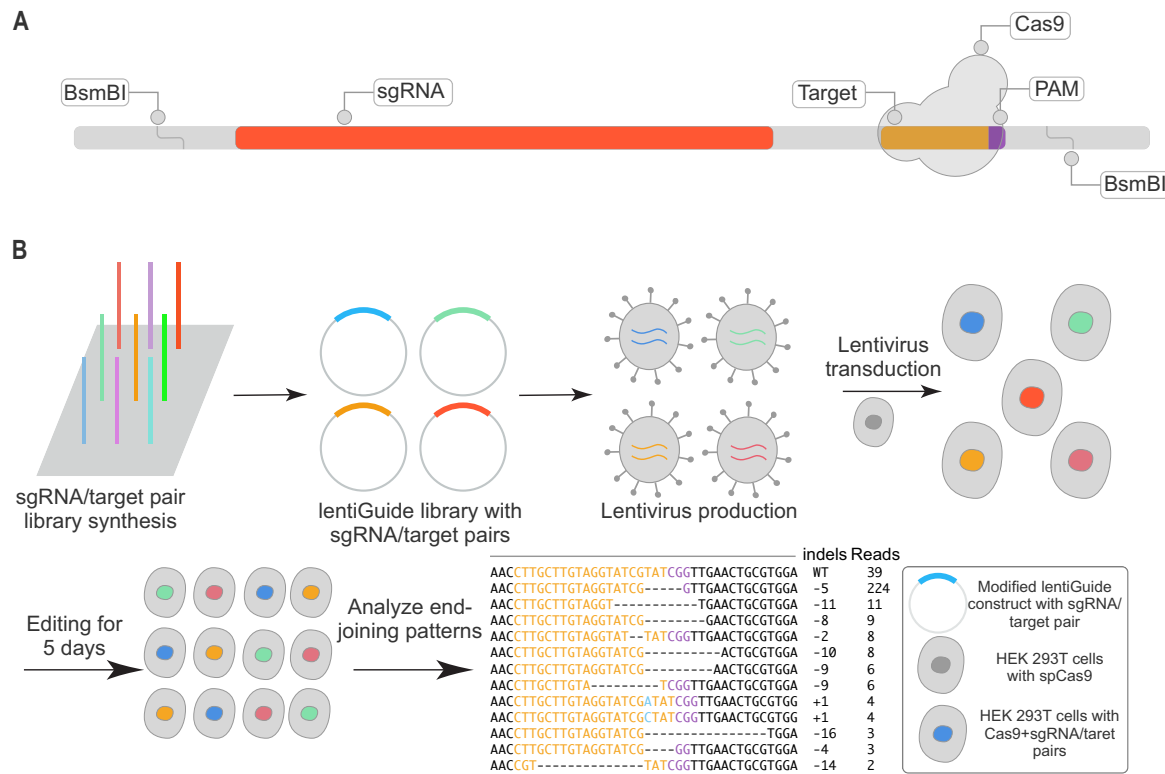 A
Cas9
BsmBI
sgRNA
Target
PAM
BsmBI
B
sgRNA/target pair
library synthesis
lentiGuide library with
sgRNA/target pairs
Lentivirus production
Lentivirus
transduction
Editing for
5 days
Analyze end-
joining patterns
indels Reads
AACCTTGCTTGTAGGTATCGTATCGGTTGAACTGCGTGGA WT 39
AACCTTGCTTGTAGGTATCG-----GTTGAACTGCGTGGA -5 224
AACCTTGCTTGTAGGT-----------TGAACTGCGTGGA -11 11
AACCTTGCTTGTAGGTATCG--------GAACTGCGTGGA -8 9
AACCTTGCTTGTAGGTAT--TATCGGTTGAACTGCGTGGA -2 8
AACCTTGCTTGTAGGTATCG----------ACTGCGTGGA -10 8
AACCTTGCTTGTAGGTATCG---------AACTGCGTGGA -9 6
AACCTTGCTTGTA---------TCGGTTGAACTGCGTGGA -9 6
AACCTTGCTTGTAGGTATCGATATCGGTTGAACTGCGTGG +1 4
AACCTTGCTTGTAGGTATCGCTATCGGTTGAACTGCGTGG +1 4
AACCTTGCTTGTAGGTATCG----------------TGGA -16 3
AACCTTGCTTGTAGGTATCG----GGTTGAACTGCGTGGA -4 3
AACCGT--------------TATCGGTTGAACTGCGTGGA -14 2
Modified lentiGuide
construct with sgRNA/
target pair
HEK 293T cells
with spCas9
HEK 293T cells with
Cas9+sgRNA/taret
pairs